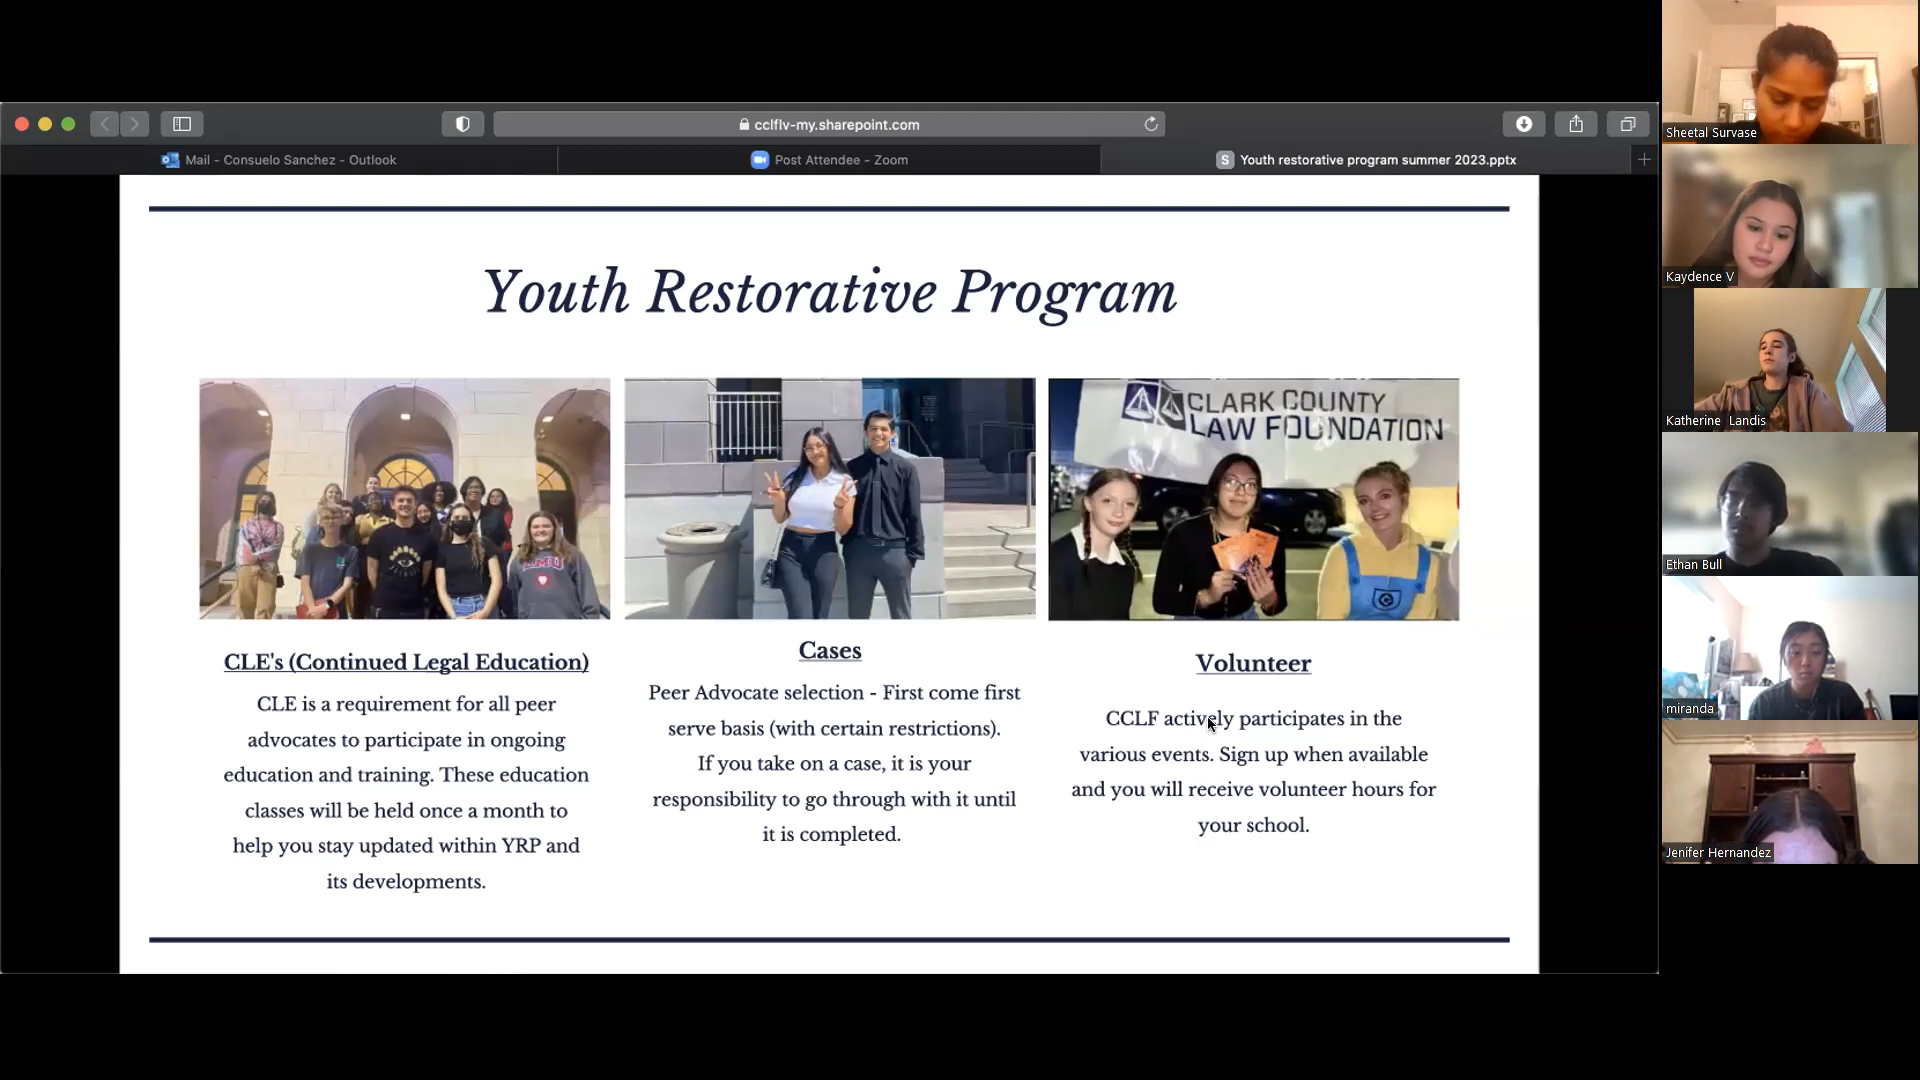 cclflv-my.sharepoint.com
Mail - Consuelo Sanchez - Outlook
Post Attendee - Zoom
S
Youth restorative program summer 2023.pptx
Youth Restorative Program
CLARK COUNTY
LAW FOUNDATION
EMU
CLE's (Continued Legal Education)
CLE is a requirement for all peer
advocates to participate in ongoing
education and training. These education
classes will be held once a month to
help you stay updated within YRP and
its developments.
Cases
Peer Advocate selection - First come first
serve basis (with certain restrictions).
If you take on a case, it is your
responsibility to go through with it until
it is completed.
Volunteer
CCLF actively participates in the
various events. Sign up when available
and you will receive volunteer hours for
your school.
Sheetal Survase
Kaydence V
Katherine Landis
Ethan Bull
miranda
Jenifer Hernandez